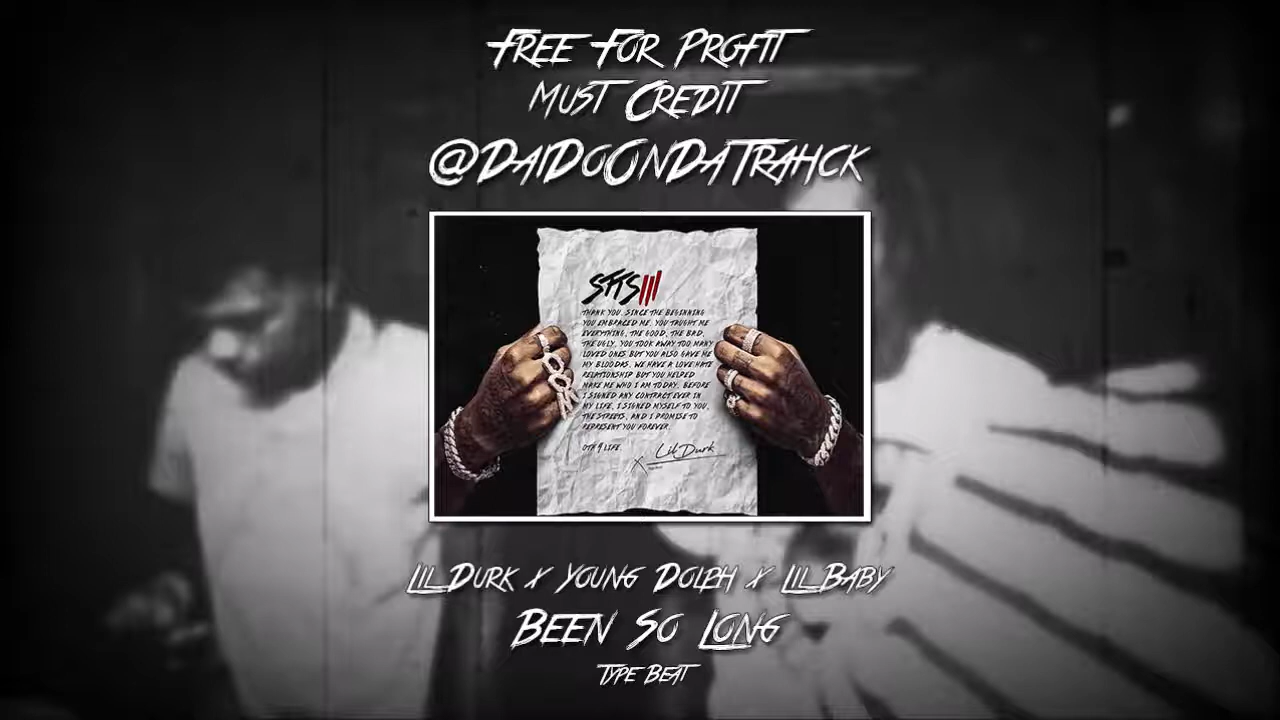 Free For Profit
Must Credit
@DaiDoOnDaTrahck
STTS III
THANK YOU. SINCE THE BEGINNING
YOU EMBRACED ME. YOU TAUGHT ME
EVERYTHING, THE GOOD, THE BAD,
THE UGLY. YOU TOOK AWAY TOO MANY
LOVED ONES BUT YOU ALSO GAVE ME
MY BLOODAS. WE HAVE A LOVE HATE
RELATIONSHIP BUT YOU HELPED
MAKE ME WHO I AM TODAY. BEFORE
I SIGNED ANY CONTRACT EVER IN
MY LIFE, I SIGNED MYSELF TO YOU,
THE STREETS, AND I PROMISE TO
REPRESENT YOU FOREVER.
OTF 4 LIFE.
X Lil Durk
Lil Durk x Young Dolph x Lil Baby
Been So Long
Type Beat